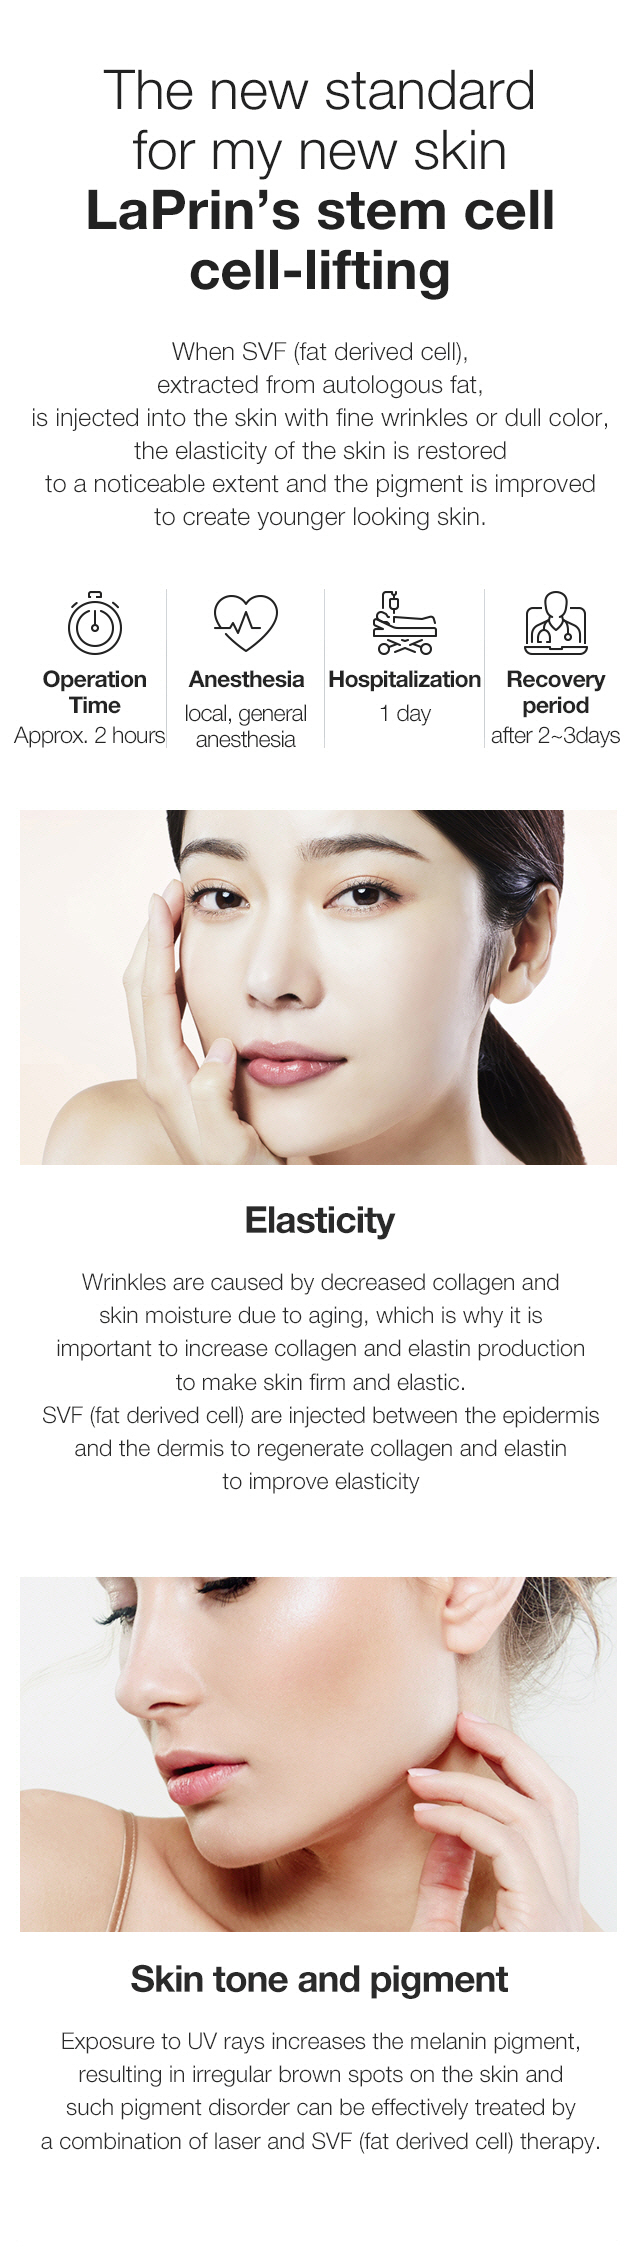 The new standard
for my new skin
LaPrin's stem cell
cell-lifting
When SVF (fat derived cell),
extracted from autologous fat,
is injected into the skin with fine wrinkles or dull color,
the elasticity of the skin is restored
to a noticeable extent and the pigment is improved
to create younger looking skin.
Operation
Time
Approx. 2 hours
Anesthesia
local, general
anesthesia
Hospitalization
1 day
Recovery
period
after 2~3days
Elasticity
Wrinkles are caused by decreased collagen and
skin moisture due to aging, which is why it is
important to increase collagen and elastin production
to make skin firm and elastic.
SVF (fat derived cell) are injected between the epidermis
and the dermis to regenerate collagen and elastin
to improve elasticity
Skin tone and pigment
Exposure to UV rays increases the melanin pigment,
resulting in irregular brown spots on the skin and
such pigment disorder can be effectively treated by
a combination of laser and SVF (fat derived cell) therapy.